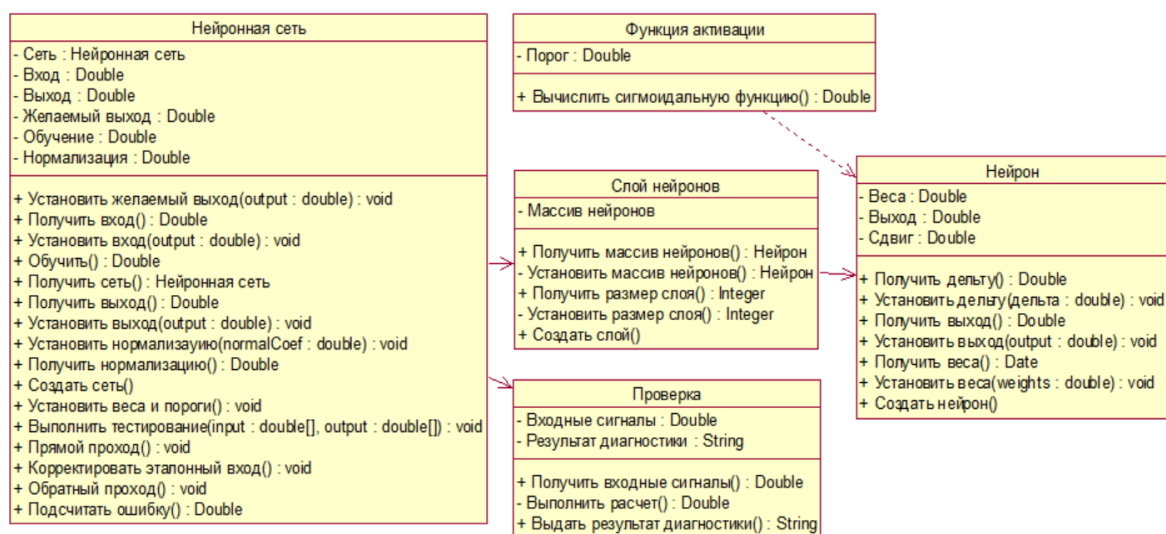 Нейронная сеть
- Сеть : Нейронная сеть
- Вход : Double
- Выход : Double
- Желаемый выход : Double
- Обучение : Double
- Нормализация : Double
+ Установить желаемый выход(output : double) : void
+ Получить вход() : Double
+ Установить вход(output : double) : void
+ Обучить() : Double
+ Получить сеть() : Нейронная сеть
+ Получить выход() : Double
+ Установить выход(output : double) : void
+ Установить нормализауию(normalCoef : double) : void
+ Получить нормализацию() : Double
+ Создать сеть()
+ Установить веса и пороги() : void
+ Выполнить тестирование(input : double[], output : double[]) : void
+ Прямой проход() : void
+ Корректировать эталонный вход() : void
+ Обратный проход() : void
+ Подсчитать ошибку() : Double
Функция активации
- Порог : Double
+ Вычислить сигмоидальную функцию() : Double
Слой нейронов
- Массив нейронов
+ Получить массив нейронов() : Нейрон
- Установить массив нейронов() : Нейрон
+ Получить размер слоя() : Integer
- Установить размер слоя() : Integer
+ Создать слой()
Проверка
- Входные сигналы : Double
- Результат диагностики : String
+ Получить входные сигналы() : Double
- Выполнить расчет() : Double
+ Выдать результат диагностики() : String
Нейрон
- Веса : Double
- Выход : Double
- Сдвиг : Double
+ Получить дельту() : Double
+ Установить дельту(дельта : double) : void
+ Получить выход() : Double
+ Установить выход(output : double) : void
+ Получить веса() : Date
+ Установить веса(weights : double) : void
+ Создать нейрон()